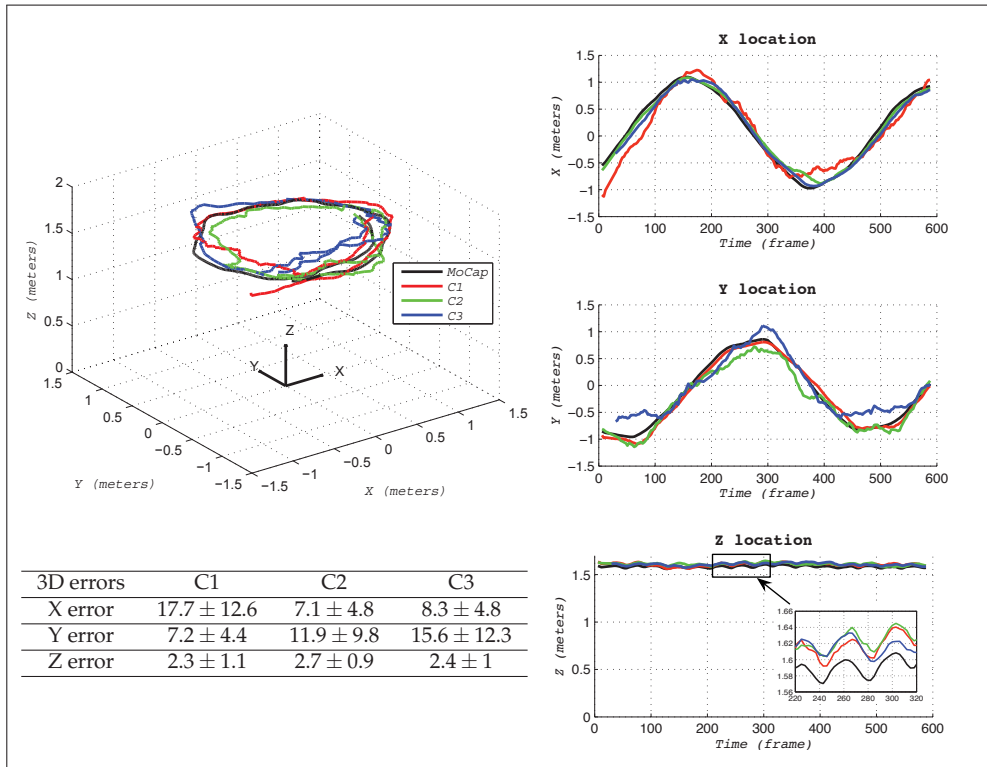 2
1.5
1
0.5
0
Z (meters)
1.5
1
0.5
0
−0.5
−1
−1.5
Y (meters)
−1.5
−1
−0.5
0
0.5
1
1.5
X (meters)
Z
Y
X
MoCap
C1
C2
C3
X location
1.5
1
0.5
0
−0.5
−1
−1.5
X (meters)
0 100 200 300 400 500 600
Time (frame)
Y location
1.5
1
0.5
0
−0.5
−1
−1.5
Y (meters)
0 100 200 300 400 500 600
Time (frame)
3D errors C1 C2 C3
X error 17.7 ± 12.6 7.1 ± 4.8 8.3 ± 4.8
Y error 7.2 ± 4.4 11.9 ± 9.8 15.6 ± 12.3
Z error 2.3 ± 1.1 2.7 ± 0.9 2.4 ± 1
Z location
1.5
1
0.5
0
Z (meters)
1.64
1.62
1.6
1.58
1.56
220 240 260 280 300 320
0 100 200 300 400 500 600
Time (frame)